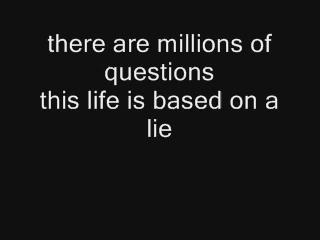 there are millions of
questions
this life is based on a
lie